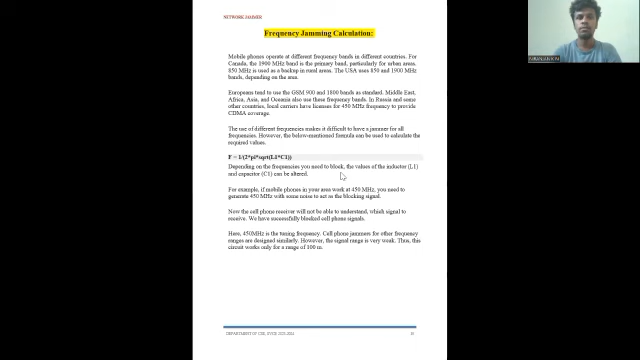 NETWORK JAMMER
Frequency Jamming Calculation:
Mobile phones operate at different frequency bands in different countries. For
Canada, the 1900 MHz band is the primary band, particularly for urban areas.
850 MHz is used as a backup in rural areas. The USA uses 850 and 1900 MHz
bands, depending on the area.
Europeans tend to use the GSM 900 and 1800 bands as standard. Middle East,
Africa, Asia, and Oceania also use these frequency bands. In Russia and some
other countries, local carriers have licenses for 450 MHz frequency to provide
CDMA coverage.
The use of different frequencies makes it difficult to have a jammer for all
frequencies. However, the below-mentioned formula can be used to calculate the
required values.
F = 1/(2*pi*sqrt(L1*C1))
Depending on the frequencies you need to block, the values of the inductor (L1)
and capacitor (C1) can be altered.
For example, if mobile phones in your area work at 450 MHz, you need to
generate 450 MHz with some noise to act as the blocking signal.
Now the cell phone receiver will not be able to understand, which signal to
receive. We have successfully blocked cell phone signals.
Here, 450MHz is the tuning frequency. Cell phone jammers for other frequency
ranges are designed similarly. However, the signal range is very weak. Thus, this
circuit works only for a range of 100 m.
DEPARTMENT OF